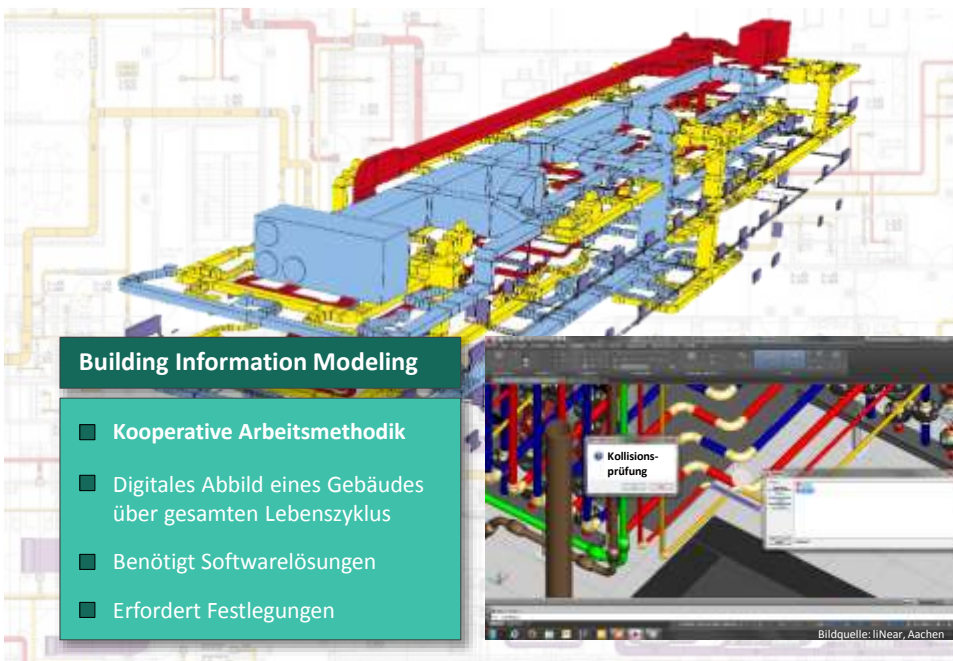 Building Information Modeling
Kooperative Arbeitsmethodik
Digitales Abbild eines Gebäudes
über gesamten Lebenszyklus
Benötigt Softwarelösungen
Erfordert Festlegungen
Kollisions-
prüfung
Bildquelle: liNear, Aachen